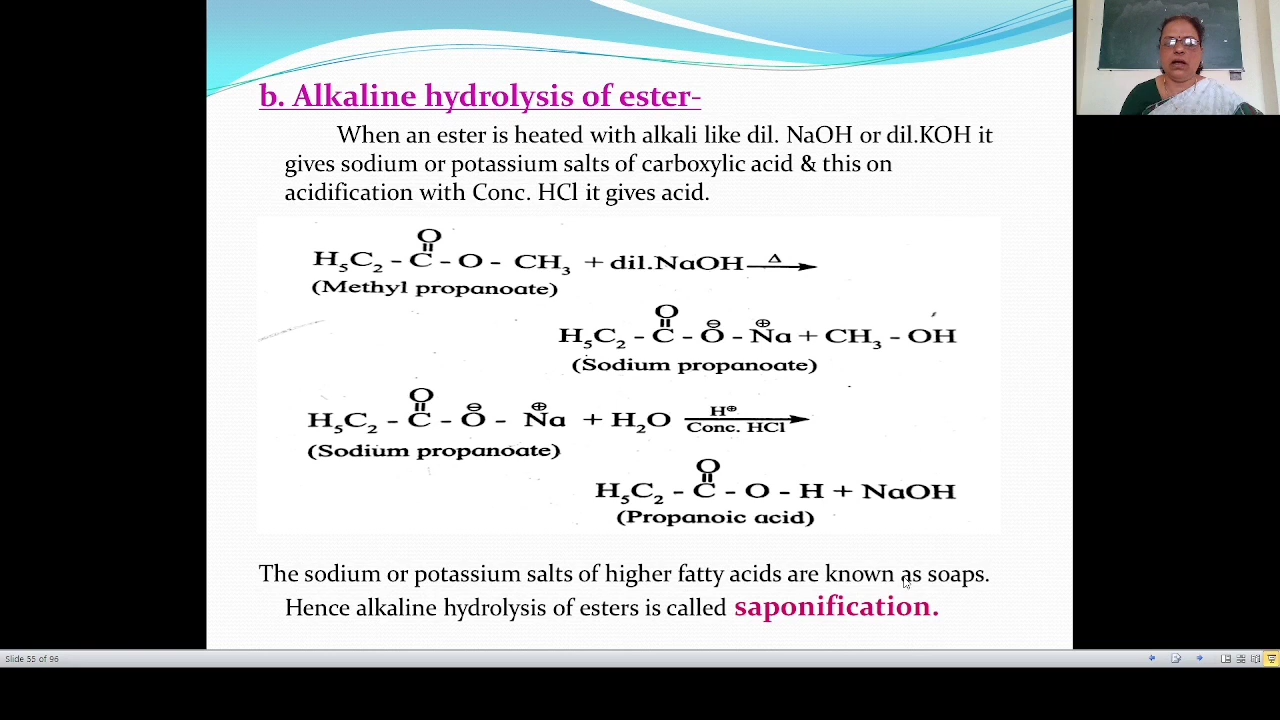 b. Alkaline hydrolysis of ester-
When an ester is heated with alkali like dil. NaOH or dil.KOH it
gives sodium or potassium salts of carboxylic acid & this on
acidification with Conc. HCl it gives acid.
O
H₅C₂ - C - O - CH₃ + dil.NaOH Δ
(Methyl propanoate)
O ⊖ ⊕
H₅C₂ - C - O - Na + CH₃ - OH
(Sodium propanoate)
O ⊖ ⊕ H⊕
H₅C₂ - C - O - Na + H₂O Conc. HCl
(Sodium propanoate)
O
H₅C₂ - C - O - H + NaOH
(Propanoic acid)
The sodium or potassium salts of higher fatty acids are known as soaps.
Hence alkaline hydrolysis of esters is called saponification.
Slide 55 of 96